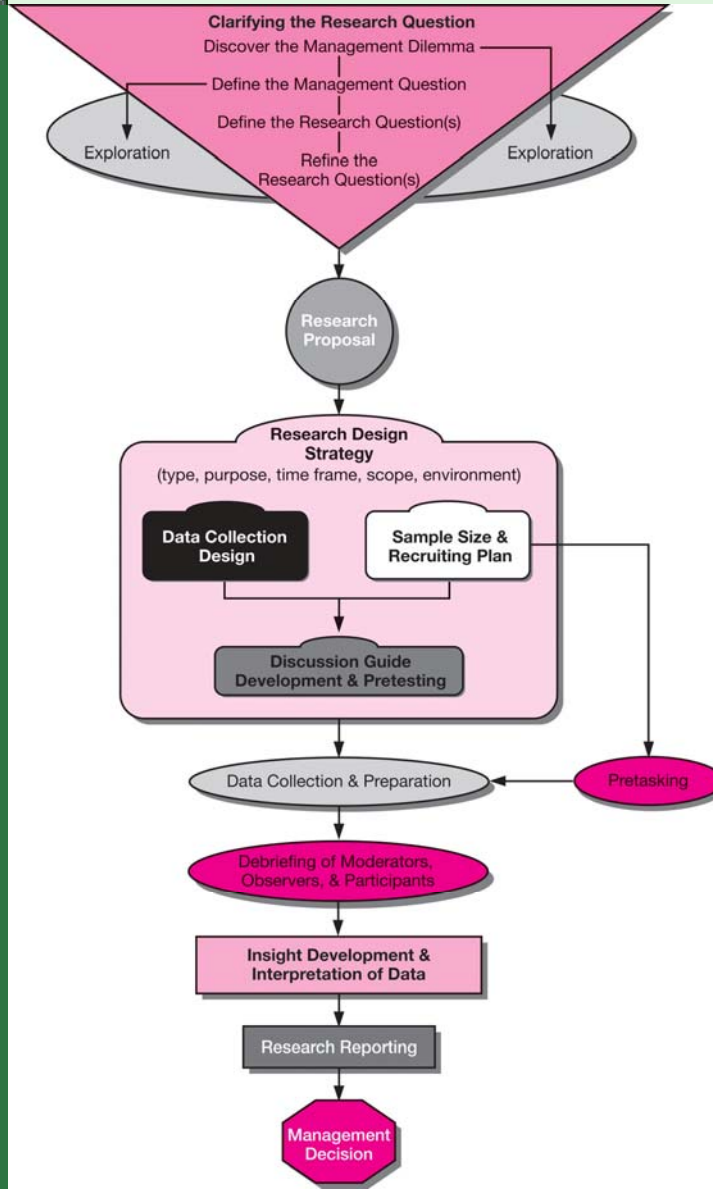 Clarifying the Research Question
Discover the Management Dilemma
Define the Management Question
Define the Research Question(s)
Exploration
Exploration
Refine the
Research Question(s)
Research
Proposal
Research Design
Strategy
(type, purpose, time frame, scope, environment)
Data Collection
Design
Sample Size &
Recruiting Plan
Discussion Guide
Development & Pretesting
Data Collection & Preparation
Pretasking
Debriefing of Moderators,
Observers, & Participants
Insight Development &
Interpretation of Data
Research Reporting
Management
Decision